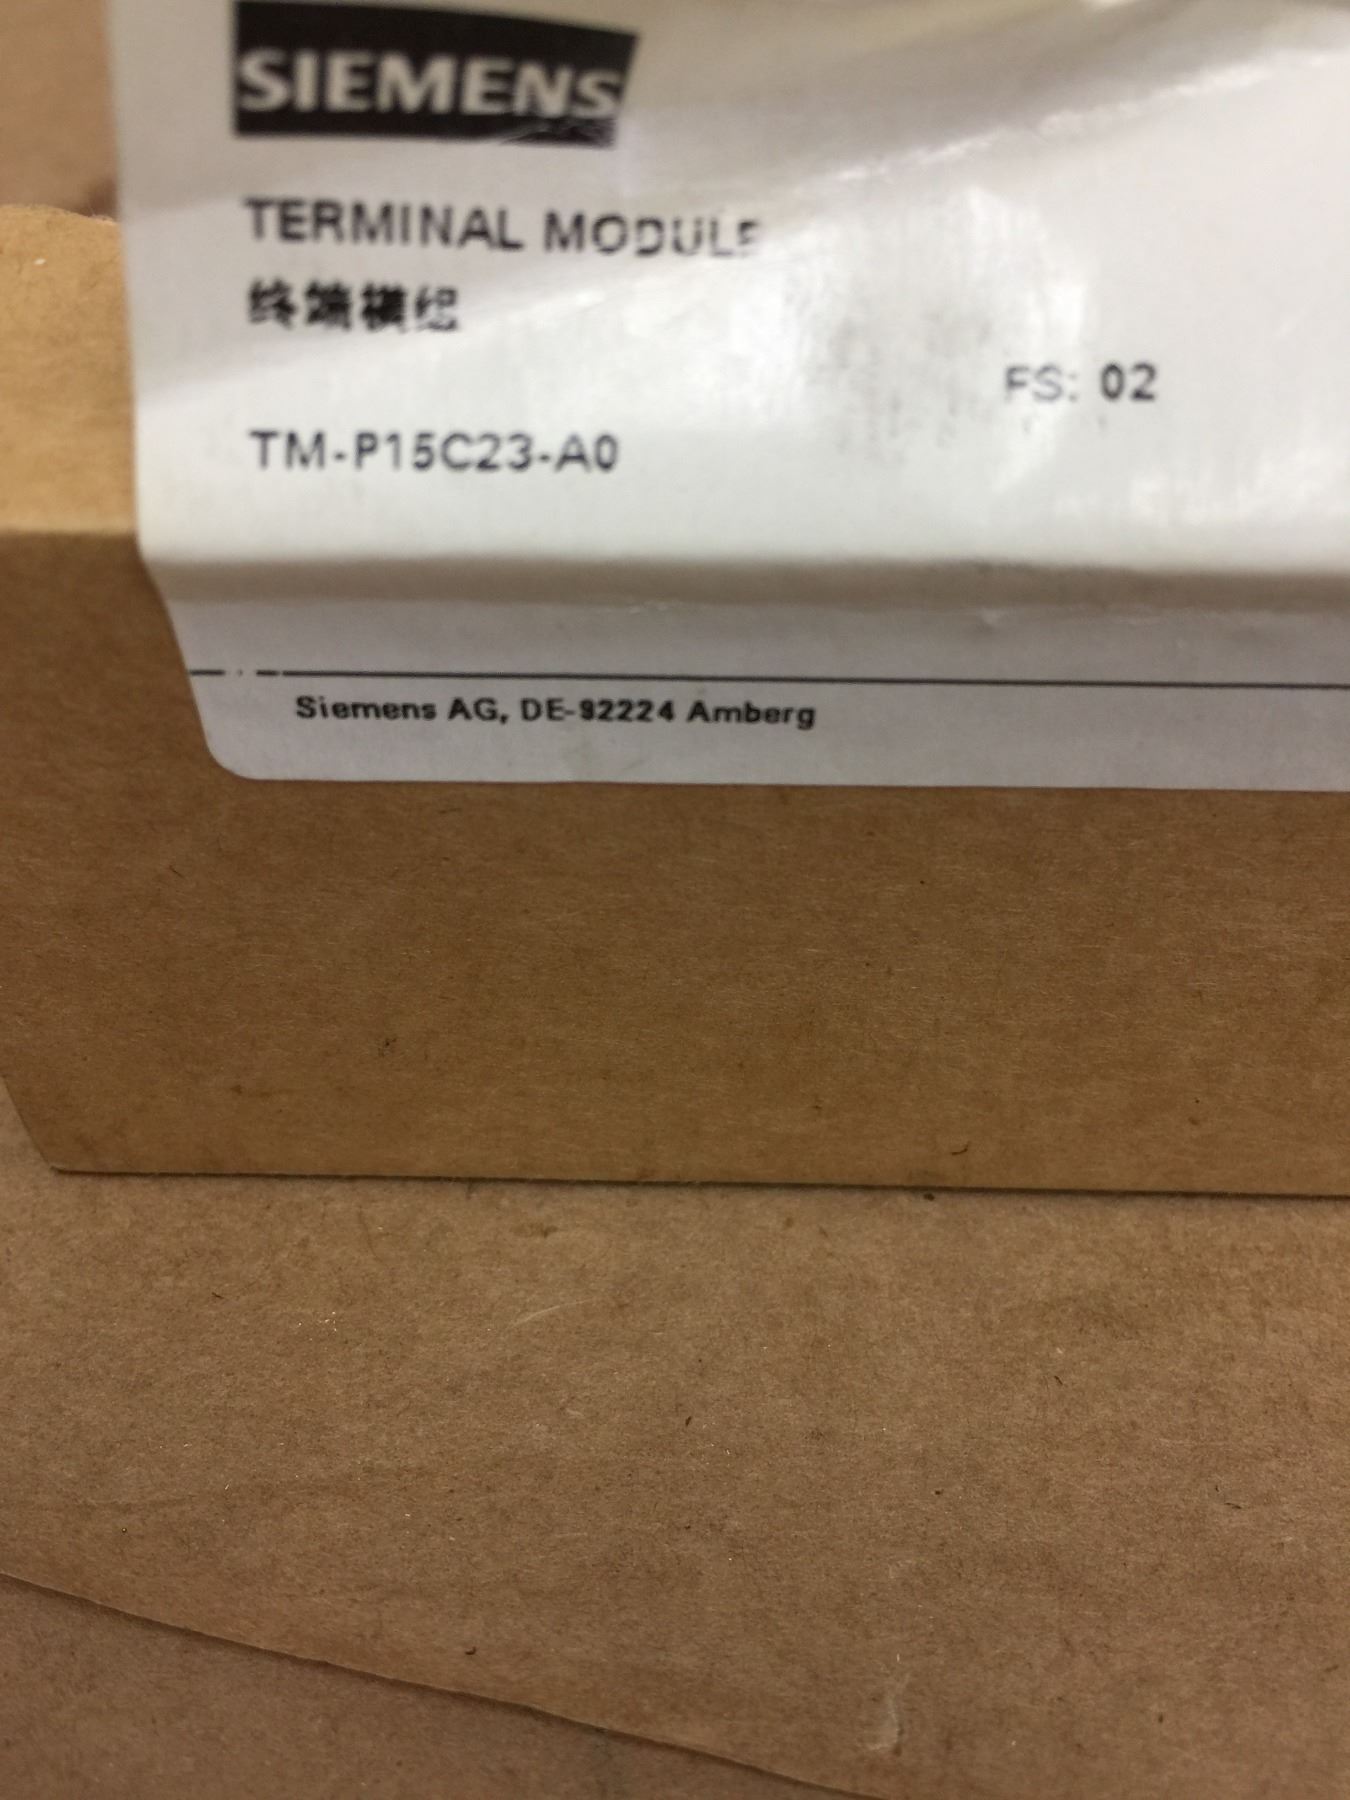 SIEMENS
TERMINAL MODULE
终端模组
FS: 02
TM-P15C23-A0
Siemens AG, DE-92224 Amberg